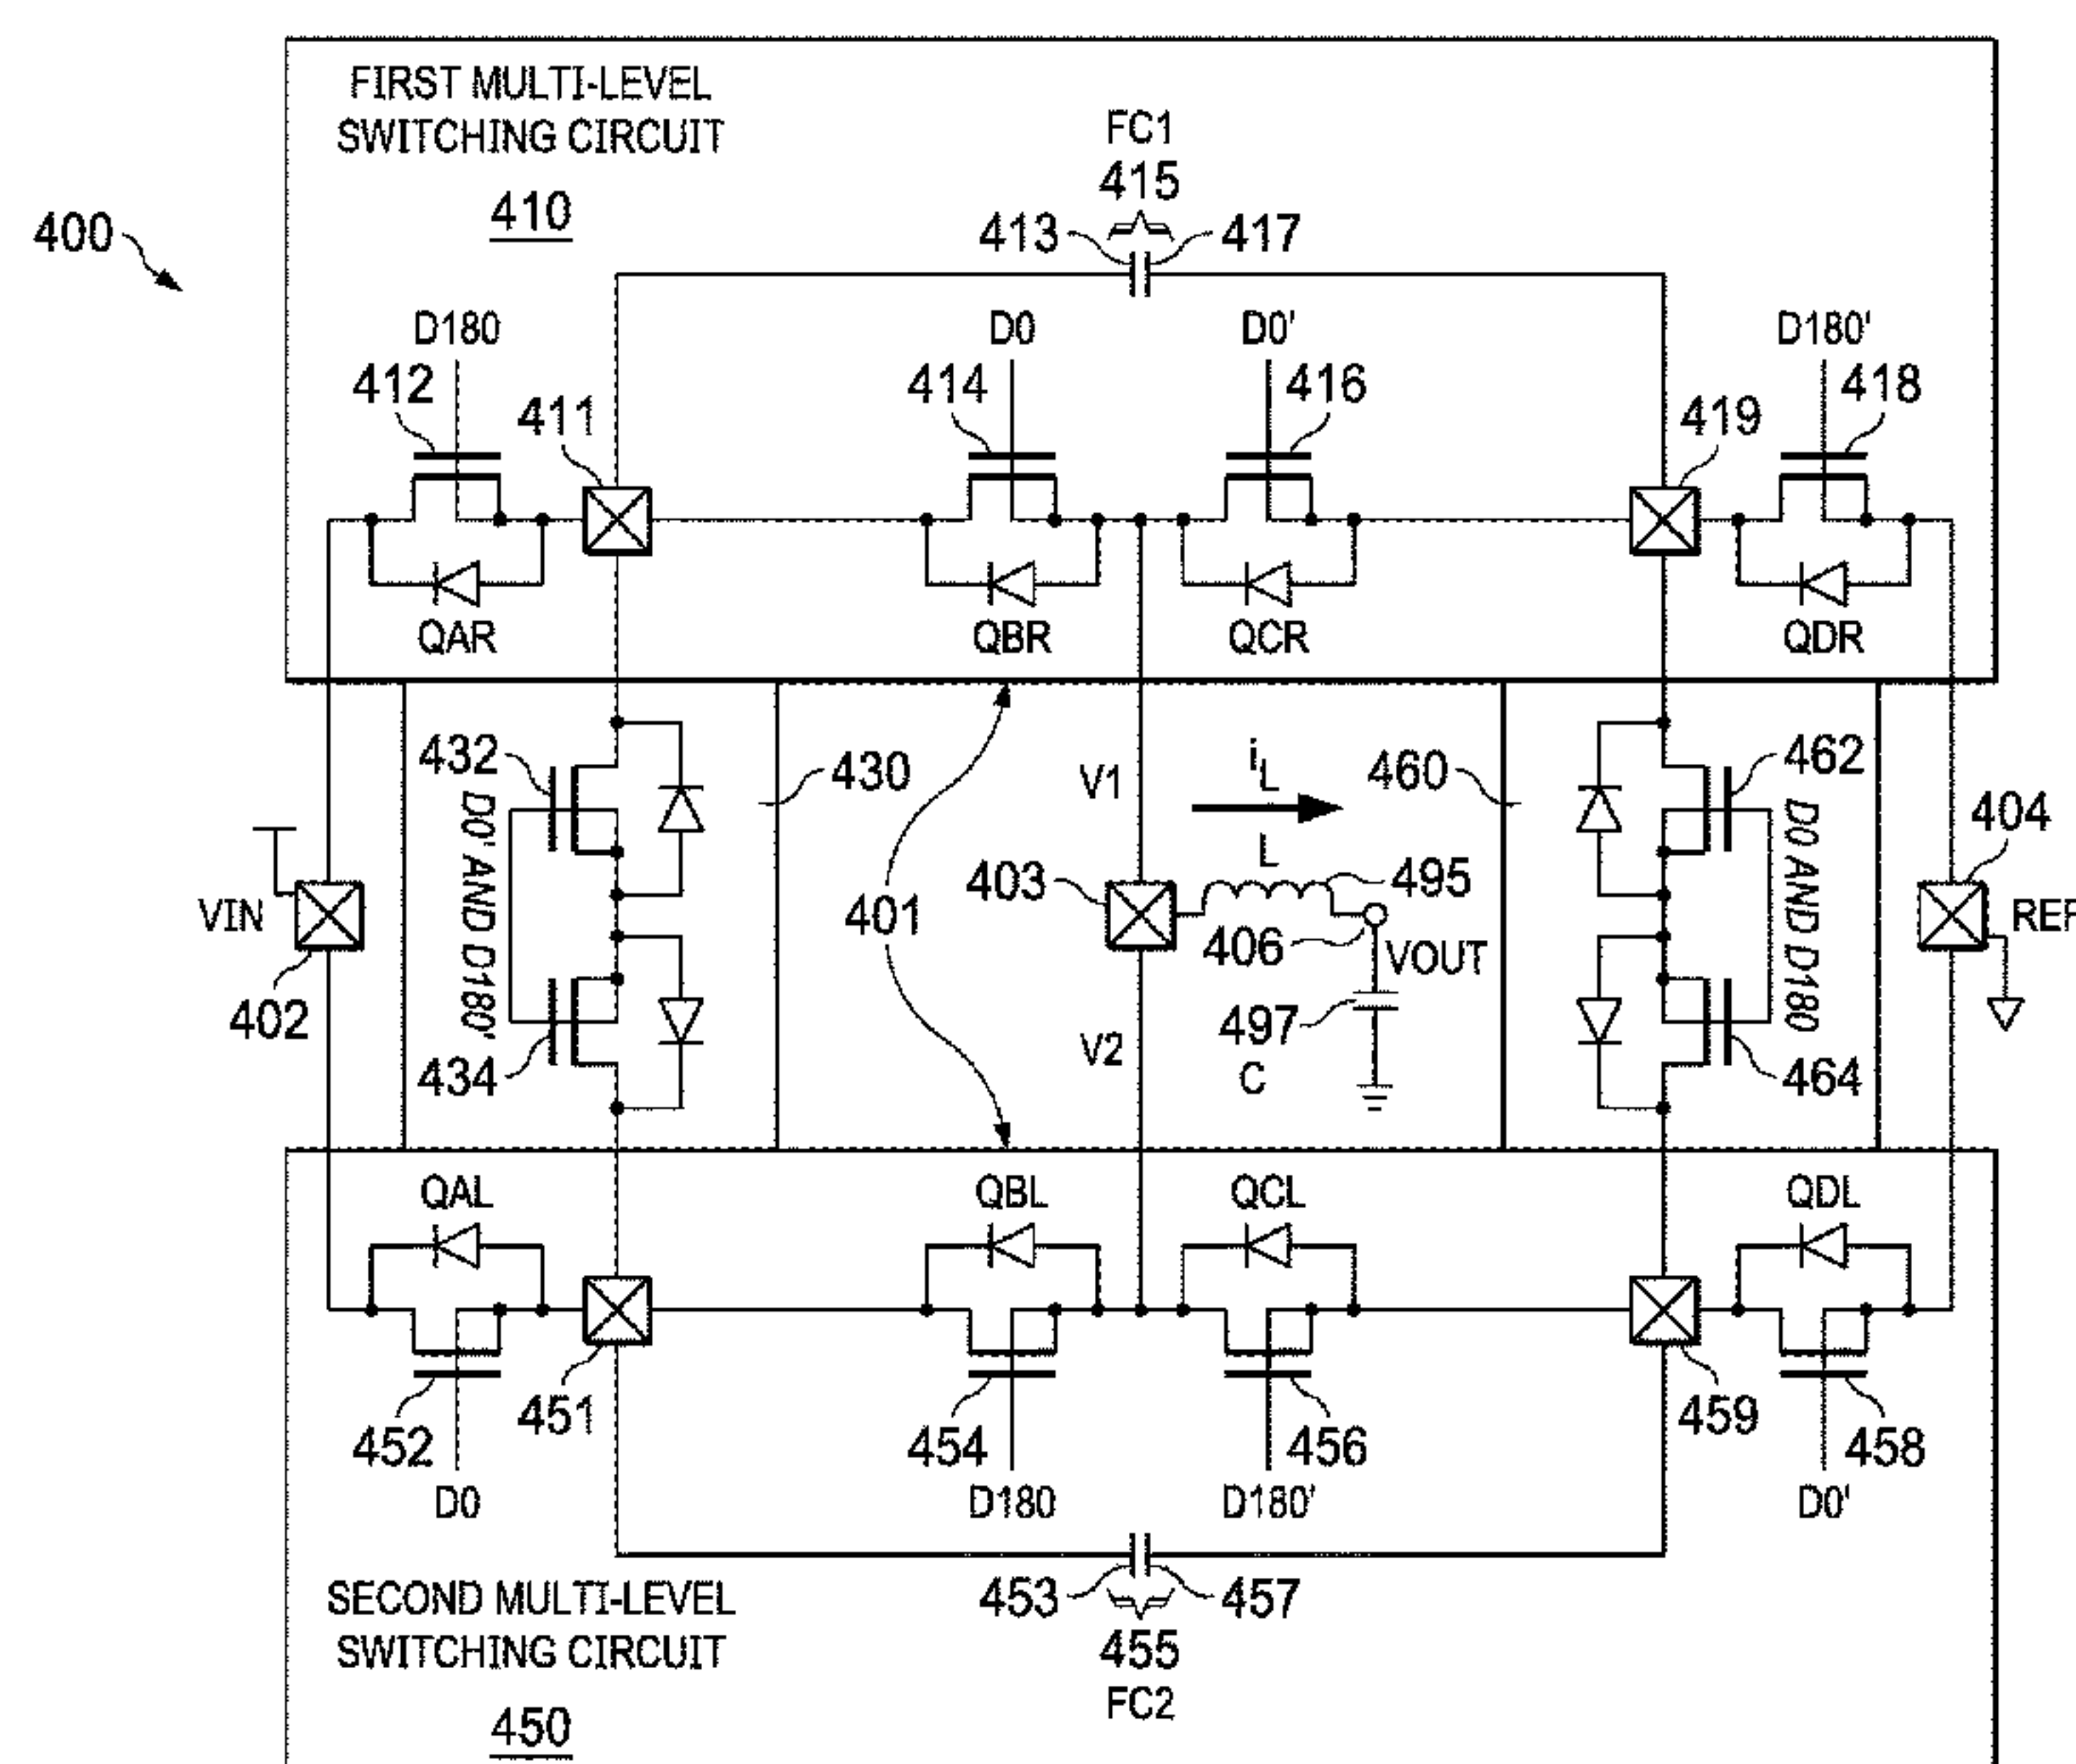 FIRST MULTI-LEVEL
SWITCHING CIRCUIT
410
400
FC1
415
413
417
D180
D0
D0'
D180'
412
411
414
416
419
418
QAR
QBR
QCR
QDR
432
D0' AND D180'
434
430
401
V1
iL
L
403
495
406
VOUT
V2
497
C
460
462
D0 AND D180
464
404
REF
VIN
402
QAL
QBL
QCL
QDL
452
451
454
456
459
458
D0
D180
D180'
D0'
453
457
455
FC2
SECOND MULTI-LEVEL
SWITCHING CIRCUIT
450